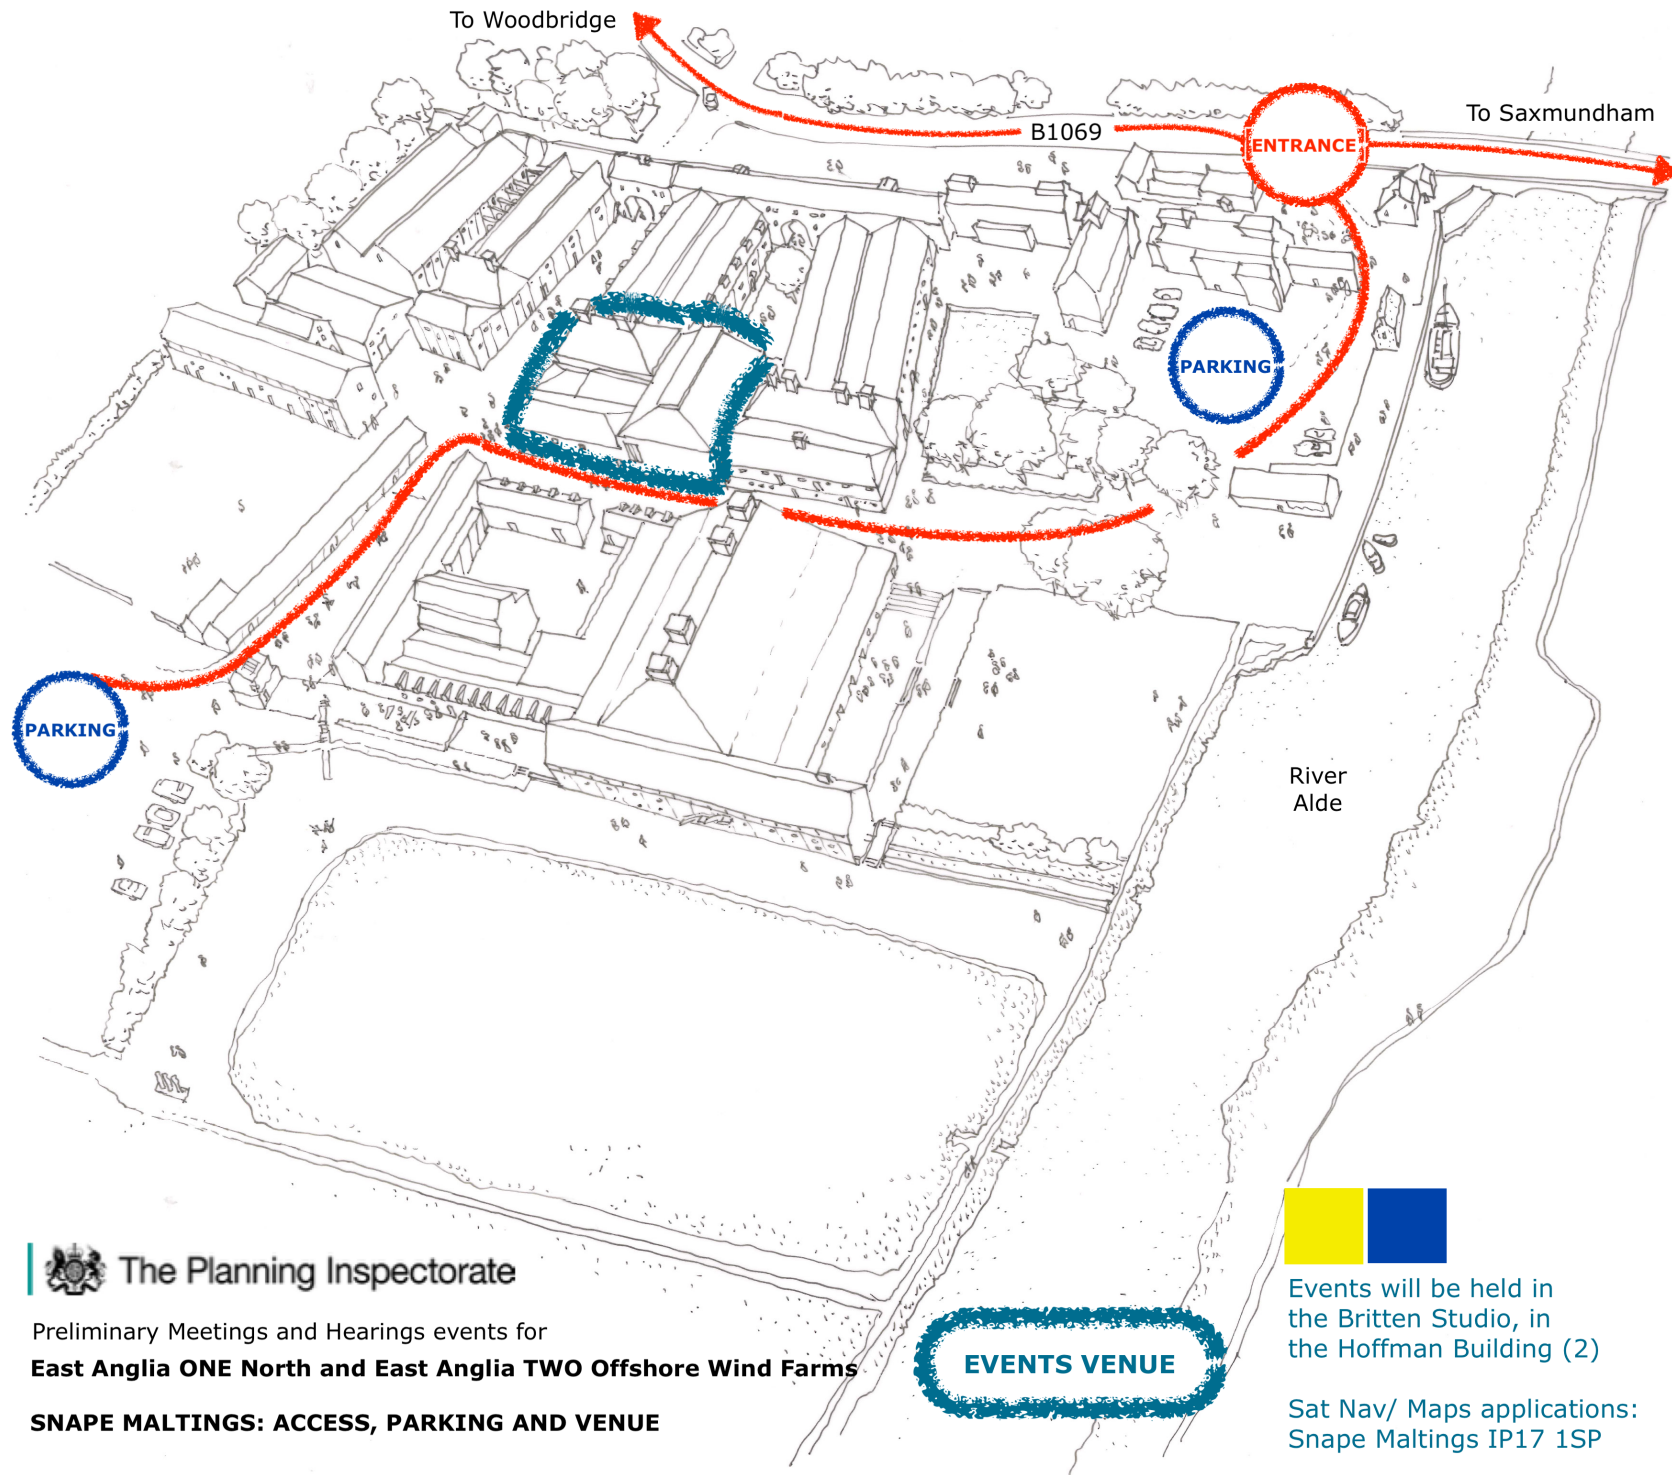 To Woodbridge
B1069
ENTRANCE
To Saxmundham
PARKING
PARKING
River
Alde
The Planning Inspectorate
Preliminary Meetings and Hearings events for
East Anglia ONE North and East Anglia TWO Offshore Wind Farms
SNAPE MALTINGS: ACCESS, PARKING AND VENUE
EVENTS VENUE
Events will be held in
the Britten Studio, in
the Hoffman Building (2)
Sat Nav/ Maps applications:
Snape Maltings IP17 1SP